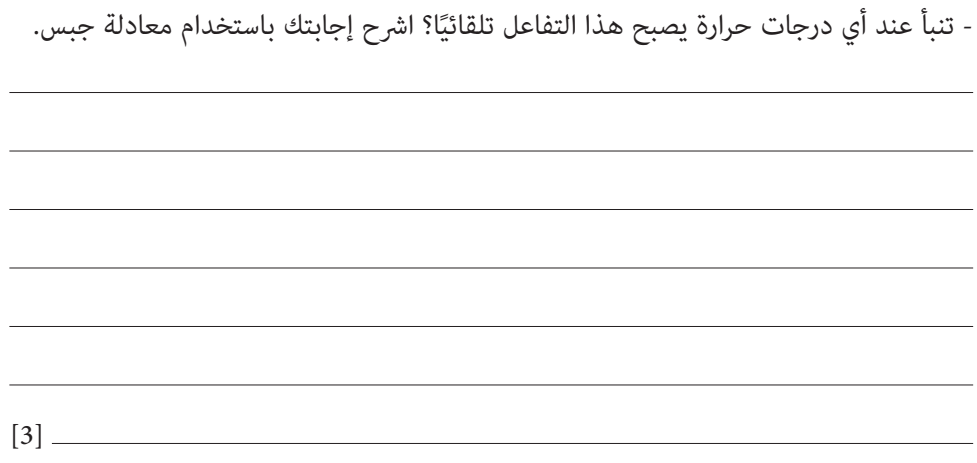 - تنبأ عند أي درجات حرارة يصبح هذا التفاعل تلقائيًا؟ اشرح إجابتك باستخدام معادلة جبس.
[3]